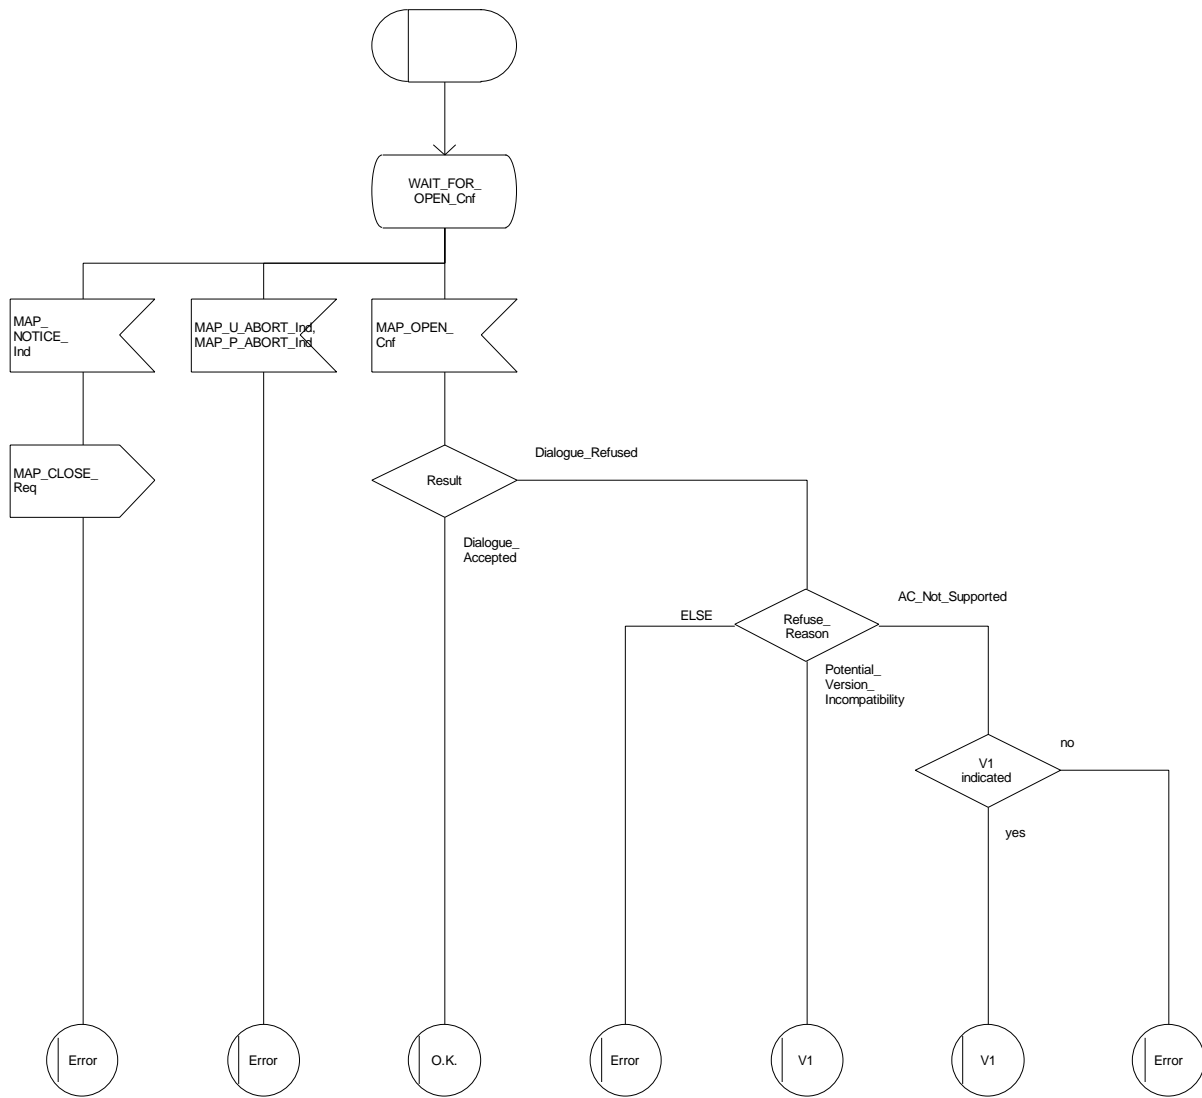 WAIT_FOR_
OPEN_Cnf
MAP_
NOTICE_
Ind
MAP_U_ABORT_Ind,
MAP_P_ABORT_Ind
MAP_OPEN_
Cnf
MAP_CLOSE_
Req
Result
Dialogue_Refused
Dialogue_
Accepted
ELSE
Refuse_
Reason
AC_Not_Supported
Potential_
Version_
Incompatibility
V1
indicated
no
yes
Error
Error
O.K.
Error
V1
V1
Error